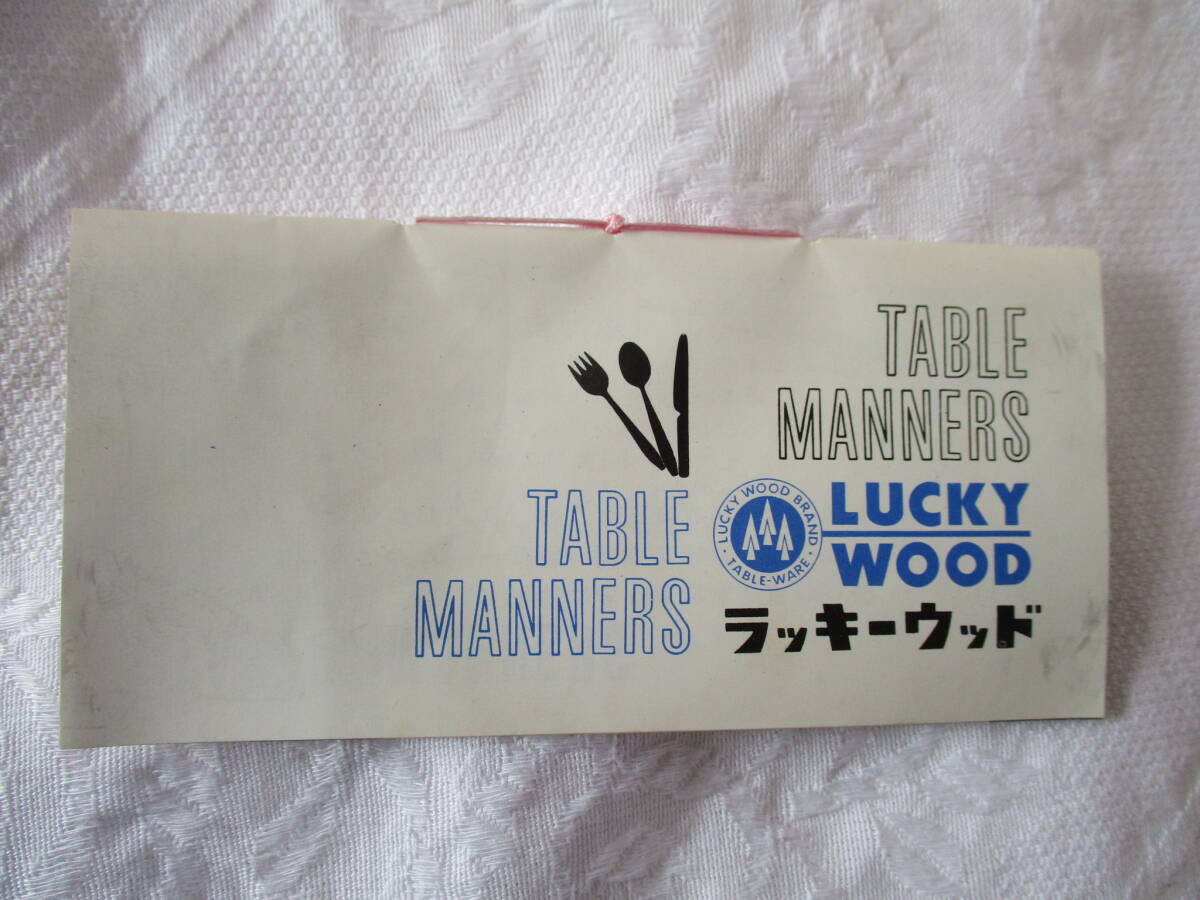 TABLE
MANNERS
TABLE
MANNERS
LUCKY WOOD BRAND
· TABLE-WARE ·
LUCKY
WOOD
ラッキーウッド